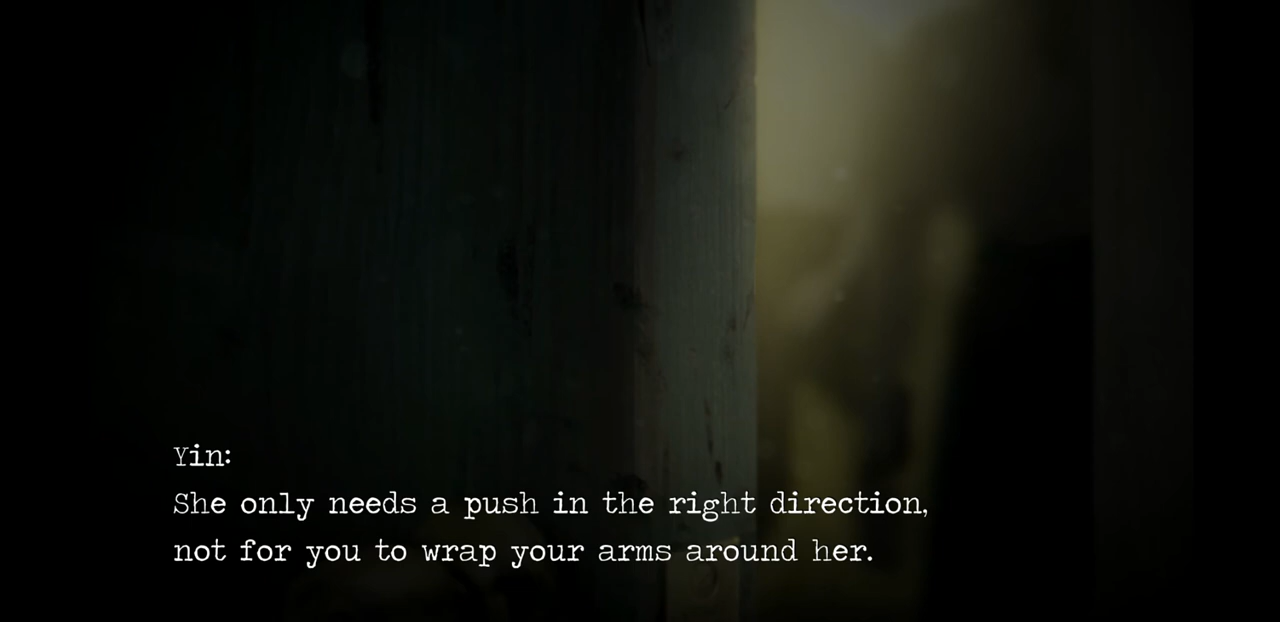 Yin:
She only needs a push in the right direction,
not for you to wrap your arms around her.